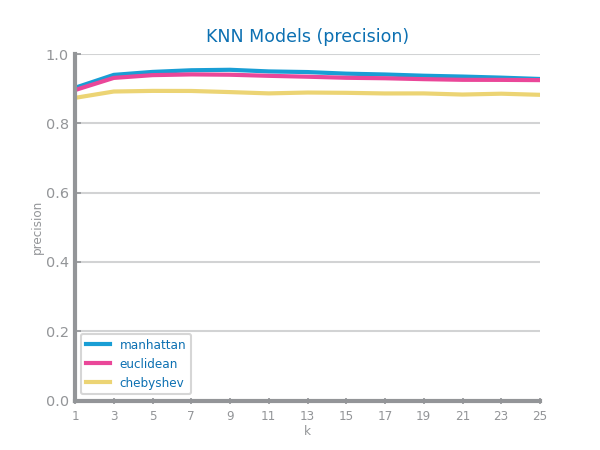 KNN Models (precision)
1.0
0.8
0.6
0.4
0.2
0.0
precision
manhattan
euclidean
chebyshev
1 3 5 7 9 11 13 15 17 19 21 23 25
k